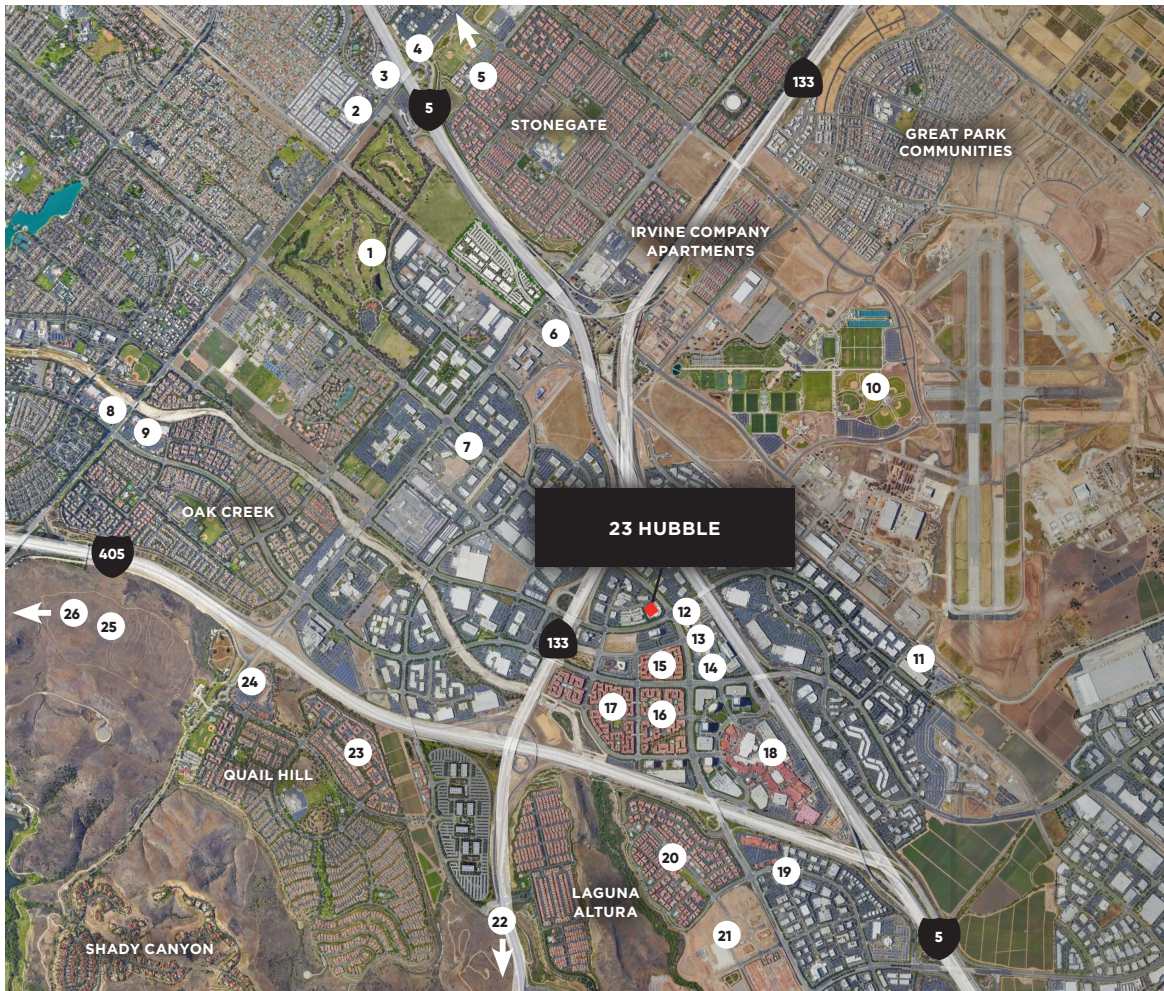 4
3
5
133
2
5
STONEGATE
GREAT PARK
COMMUNITIES
1
IRVINE COMPANY
APARTMENTS
6
10
8
9
7
OAK CREEK
23 HUBBLE
405
26
25
12
133
13
11
15
14
24
17
16
23
18
QUAIL HILL
20
19
LAGUNA
ALTURA
22
21
5
SHADY CANYON